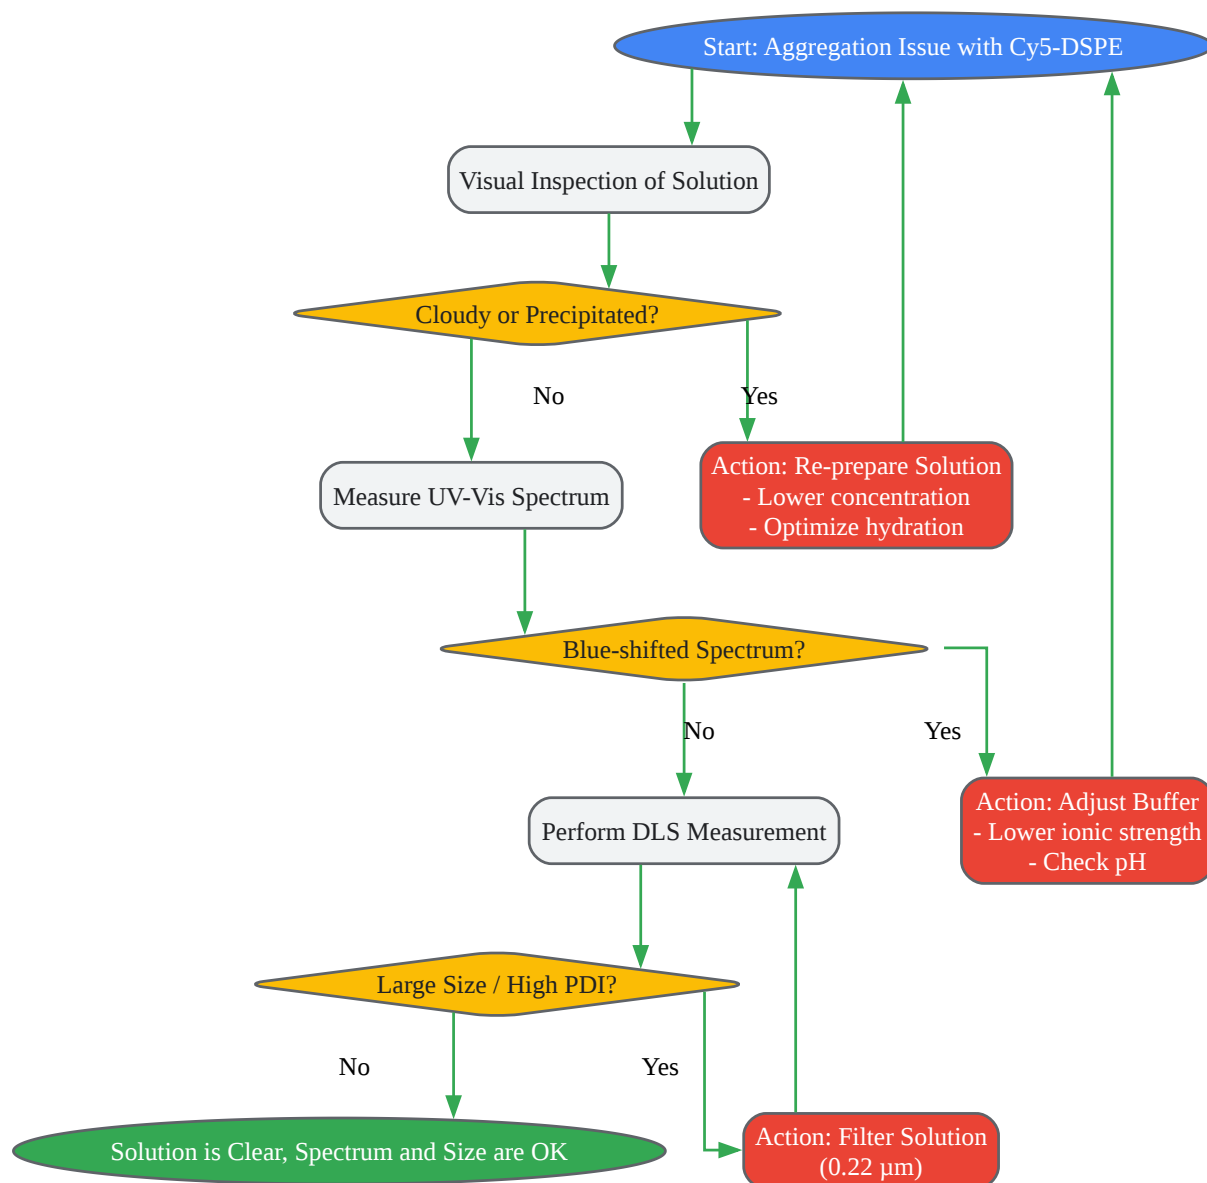 Start: Aggregation Issue with Cy5-DSPE
Visual Inspection of Solution
Cloudy or Precipitated?
No
Yes
Action: Re-prepare Solution
- Lower concentration
- Optimize hydration
Measure UV-Vis Spectrum
Blue-shifted Spectrum?
No
Yes
Action: Adjust Buffer
- Lower ionic strength
- Check pH
Perform DLS Measurement
Large Size / High PDI?
No
Yes
Action: Filter Solution
(0.22 µm)
Solution is Clear, Spectrum and Size are OK